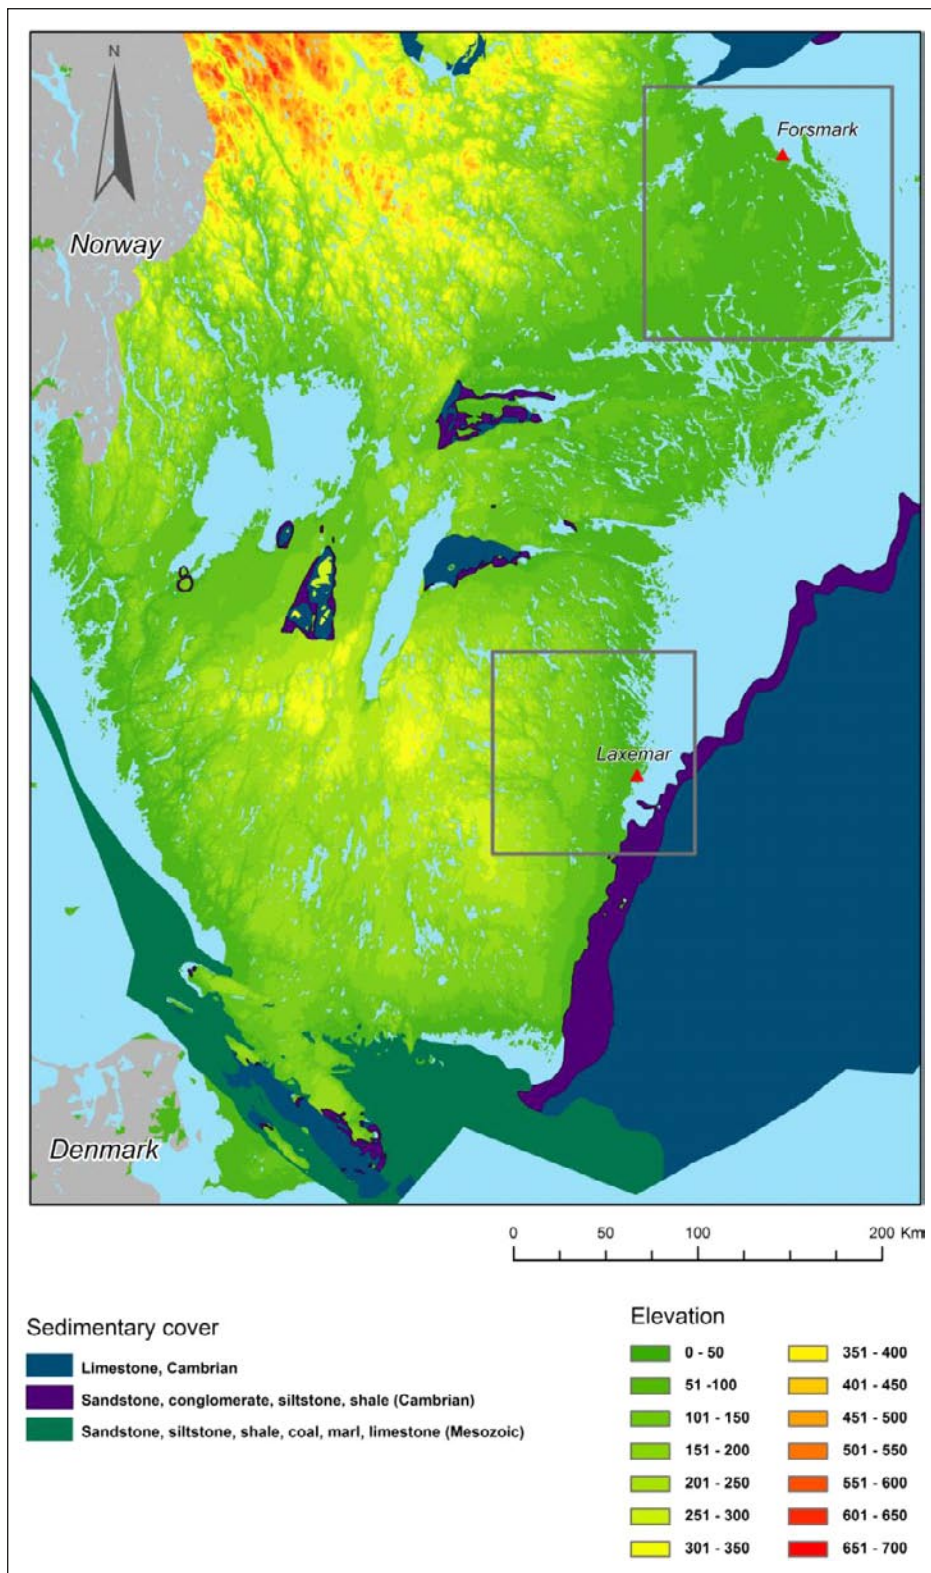 N
Forsmark
Norway
Laxemar
Denmark
0 50 100 200 Km
Sedimentary cover
Limestone, Cambrian
Sandstone, conglomerate, siltstone, shale (Cambrian)
Sandstone, siltstone, shale, coal, marl, limestone (Mesozoic)
Elevation
0 - 50 351 - 400
51 -100 401 - 450
101 - 150 451 - 500
151 - 200 501 - 550
201 - 250 551 - 600
251 - 300 601 - 650
301 - 350 651 - 700